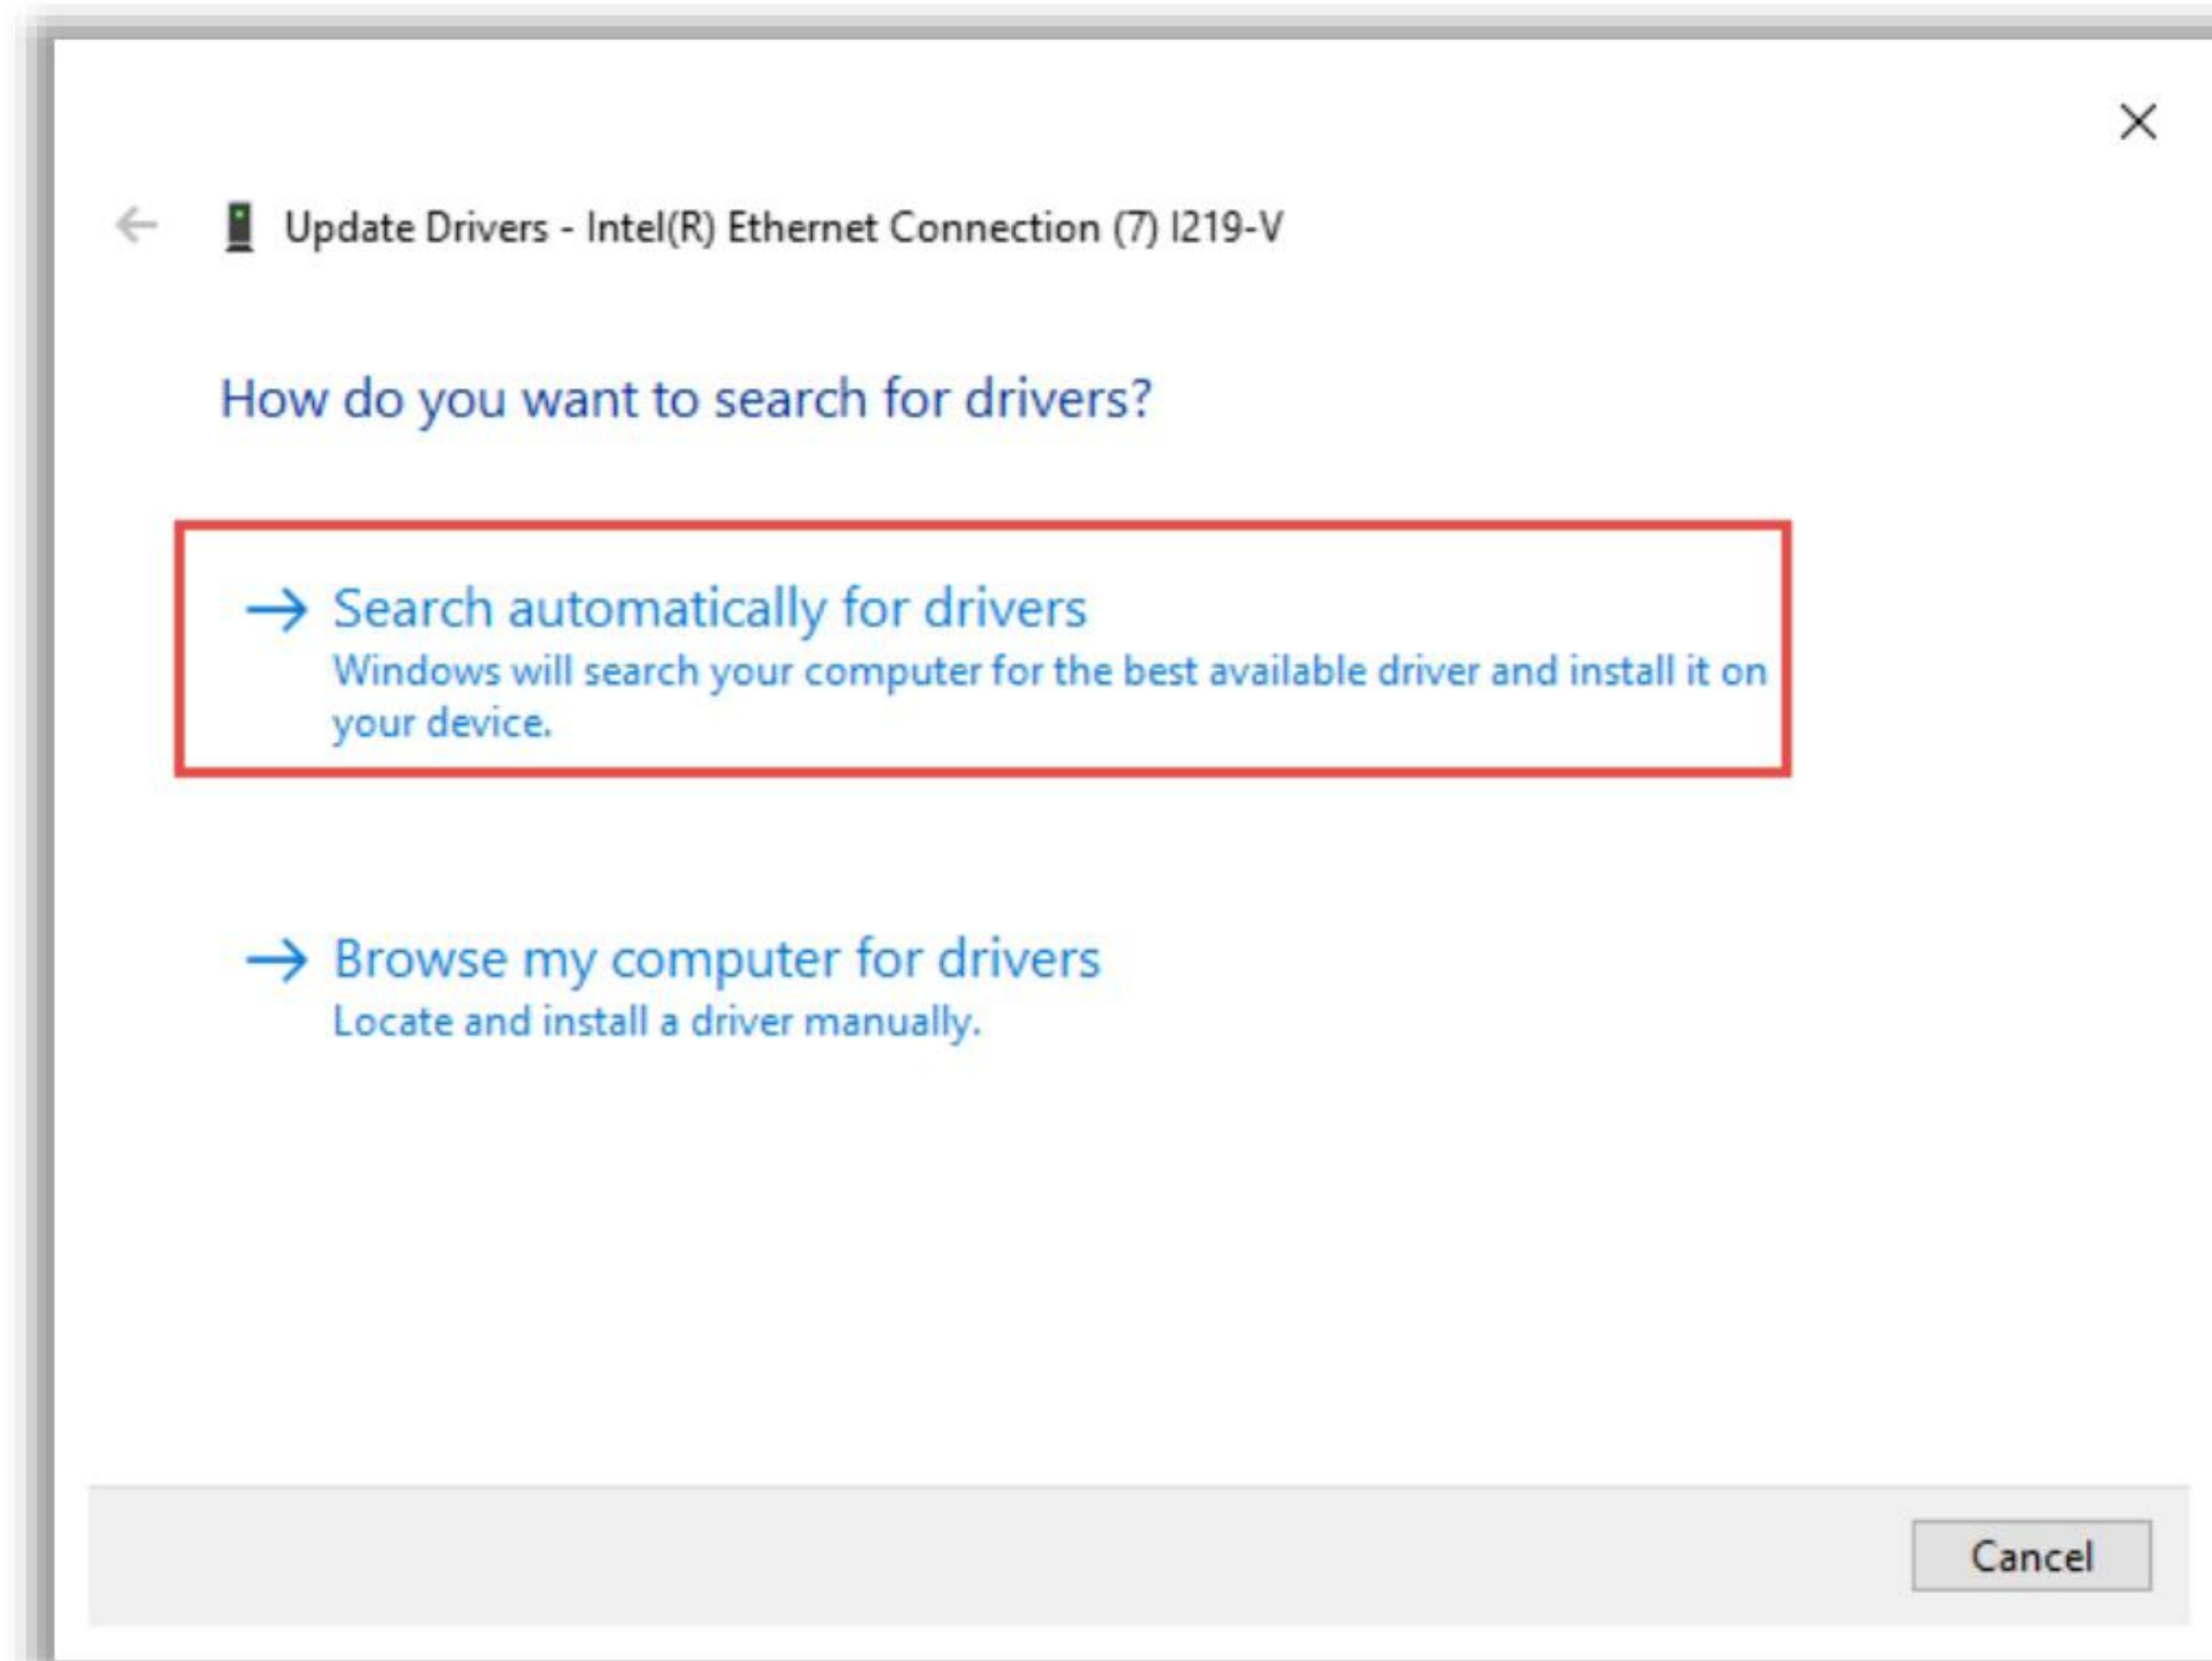 Update Drivers - Intel(R) Ethernet Connection (7) I219-V
How do you want to search for drivers?
Search automatically for drivers
Windows will search your computer for the best available driver and install it on
your device.
Browse my computer for drivers
Locate and install a driver manually.
Cancel